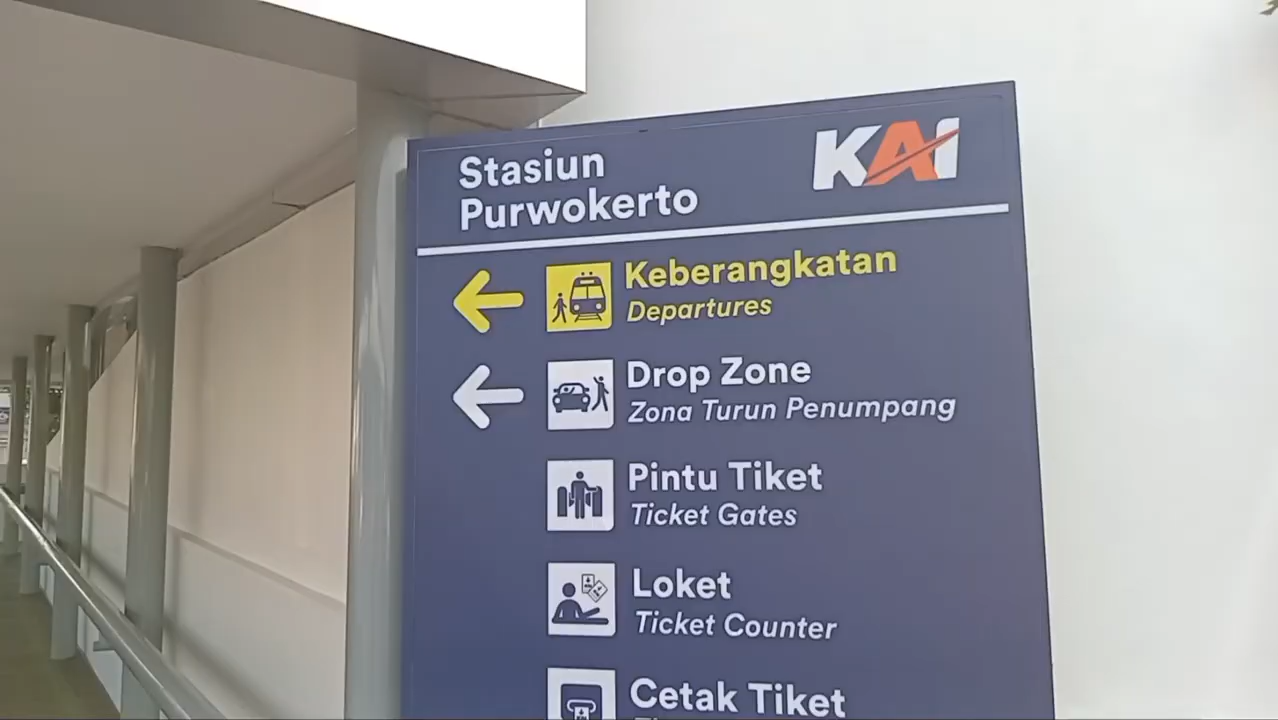 Stasiun
Purwokerto
KAI
Keberangkatan
Departures
Drop Zone
Zona Turun Penumpang
Pintu Tiket
Ticket Gates
Loket
Ticket Counter
Cetak Tiket